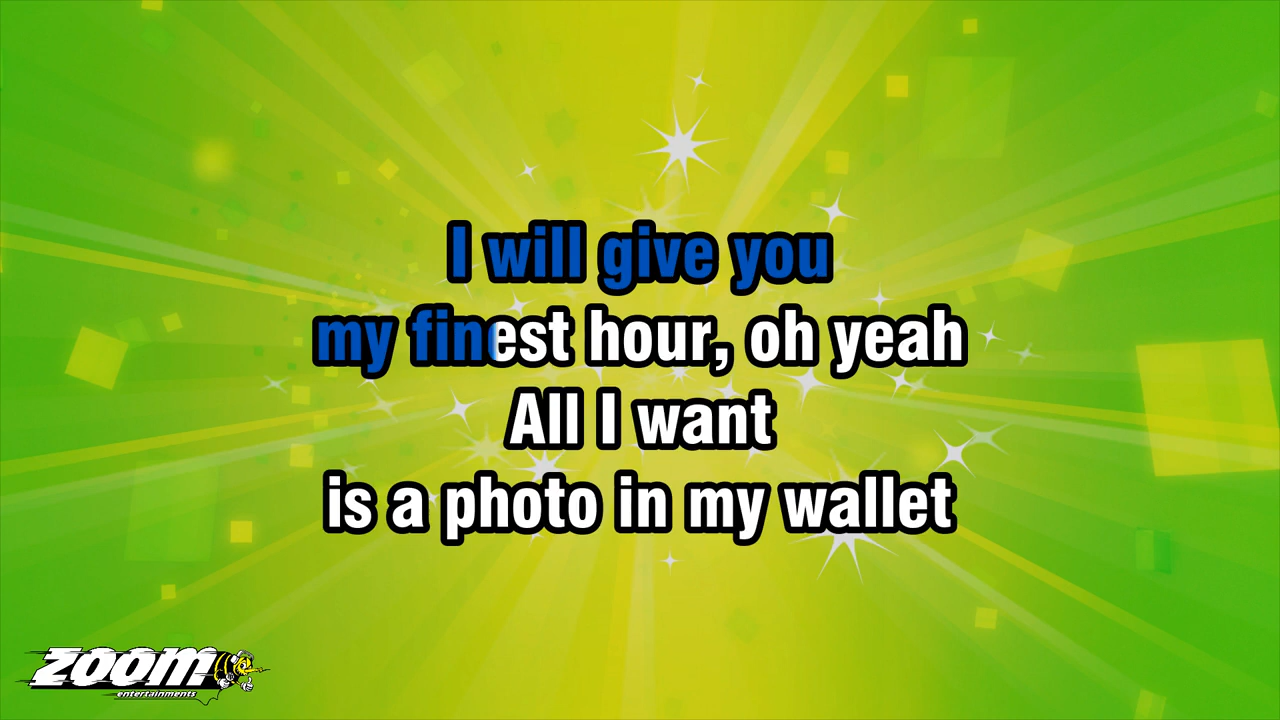 I will give you
my finest hour, oh yeah
All I want
is a photo in my wallet
ZOOM
entertainments